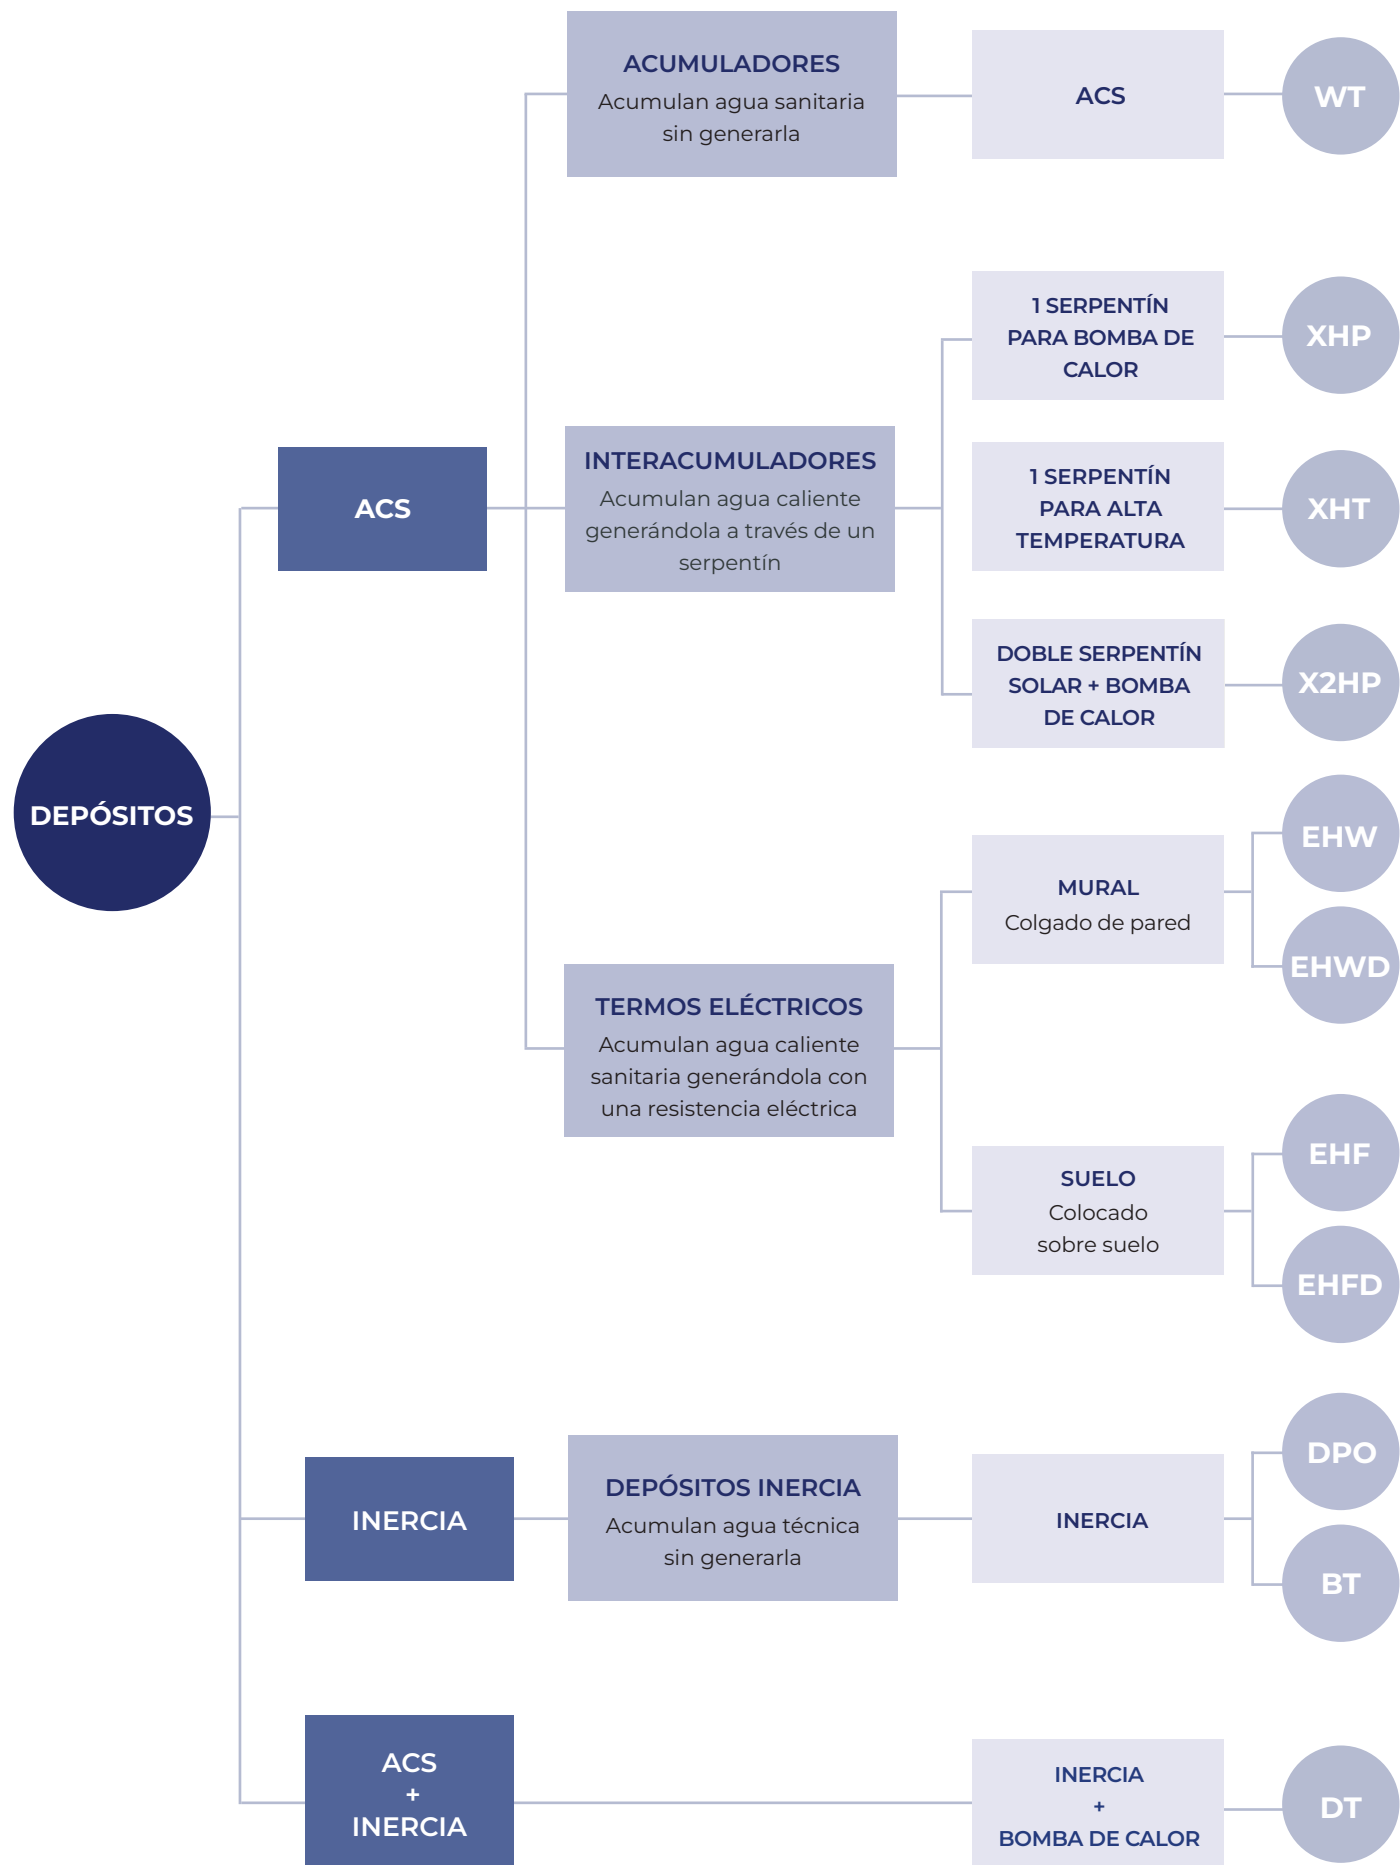 DEPÓSITOS
ACS
ACUMULADORES
Acumulan agua sanitaria
sin generarla
ACS
WT
INTERACUMULADORES
Acumulan agua caliente
generándola a través de un
serpentín
1 SERPENTÍN
PARA BOMBA DE
CALOR
XHP
1 SERPENTÍN
PARA ALTA
TEMPERATURA
XHT
DOBLE SERPENTÍN
SOLAR + BOMBA
DE CALOR
X2HP
TERMOS ELÉCTRICOS
Acumulan agua caliente
sanitaria generándola con
una resistencia eléctrica
MURAL
Colgado de pared
EHW
EHWD
SUELO
Colocado
sobre suelo
EHF
EHFD
INERCIA
DEPÓSITOS INERCIA
Acumulan agua técnica
sin generarla
INERCIA
DPO
BT
ACS
+
INERCIA
INERCIA
+
BOMBA DE CALOR
DT